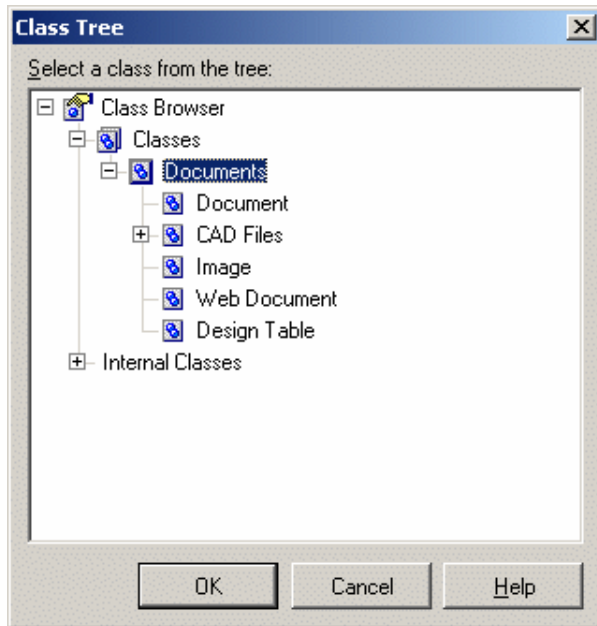 Class Tree
Select a class from the tree:
Class Browser
Classes
Documents
Document
CAD Files
Image
Web Document
Design Table
Internal Classes
OK Cancel Help